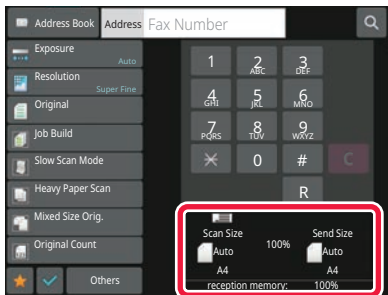 Address Book
Address
Fax Number
Exposure
Auto
Resolution
Super Fine
Original
Job Build
Slow Scan Mode
Heavy Paper Scan
Mixed Size Orig.
Original Count
Others
1
2 ABC
3 DEF
4 GHI
5 JKL
6 MNO
7 PQRS
8 TUV
9 WXYZ
0
#
C
R
Scan Size
Send Size
Auto
100%
Auto
A4
A4
reception memory: 100%